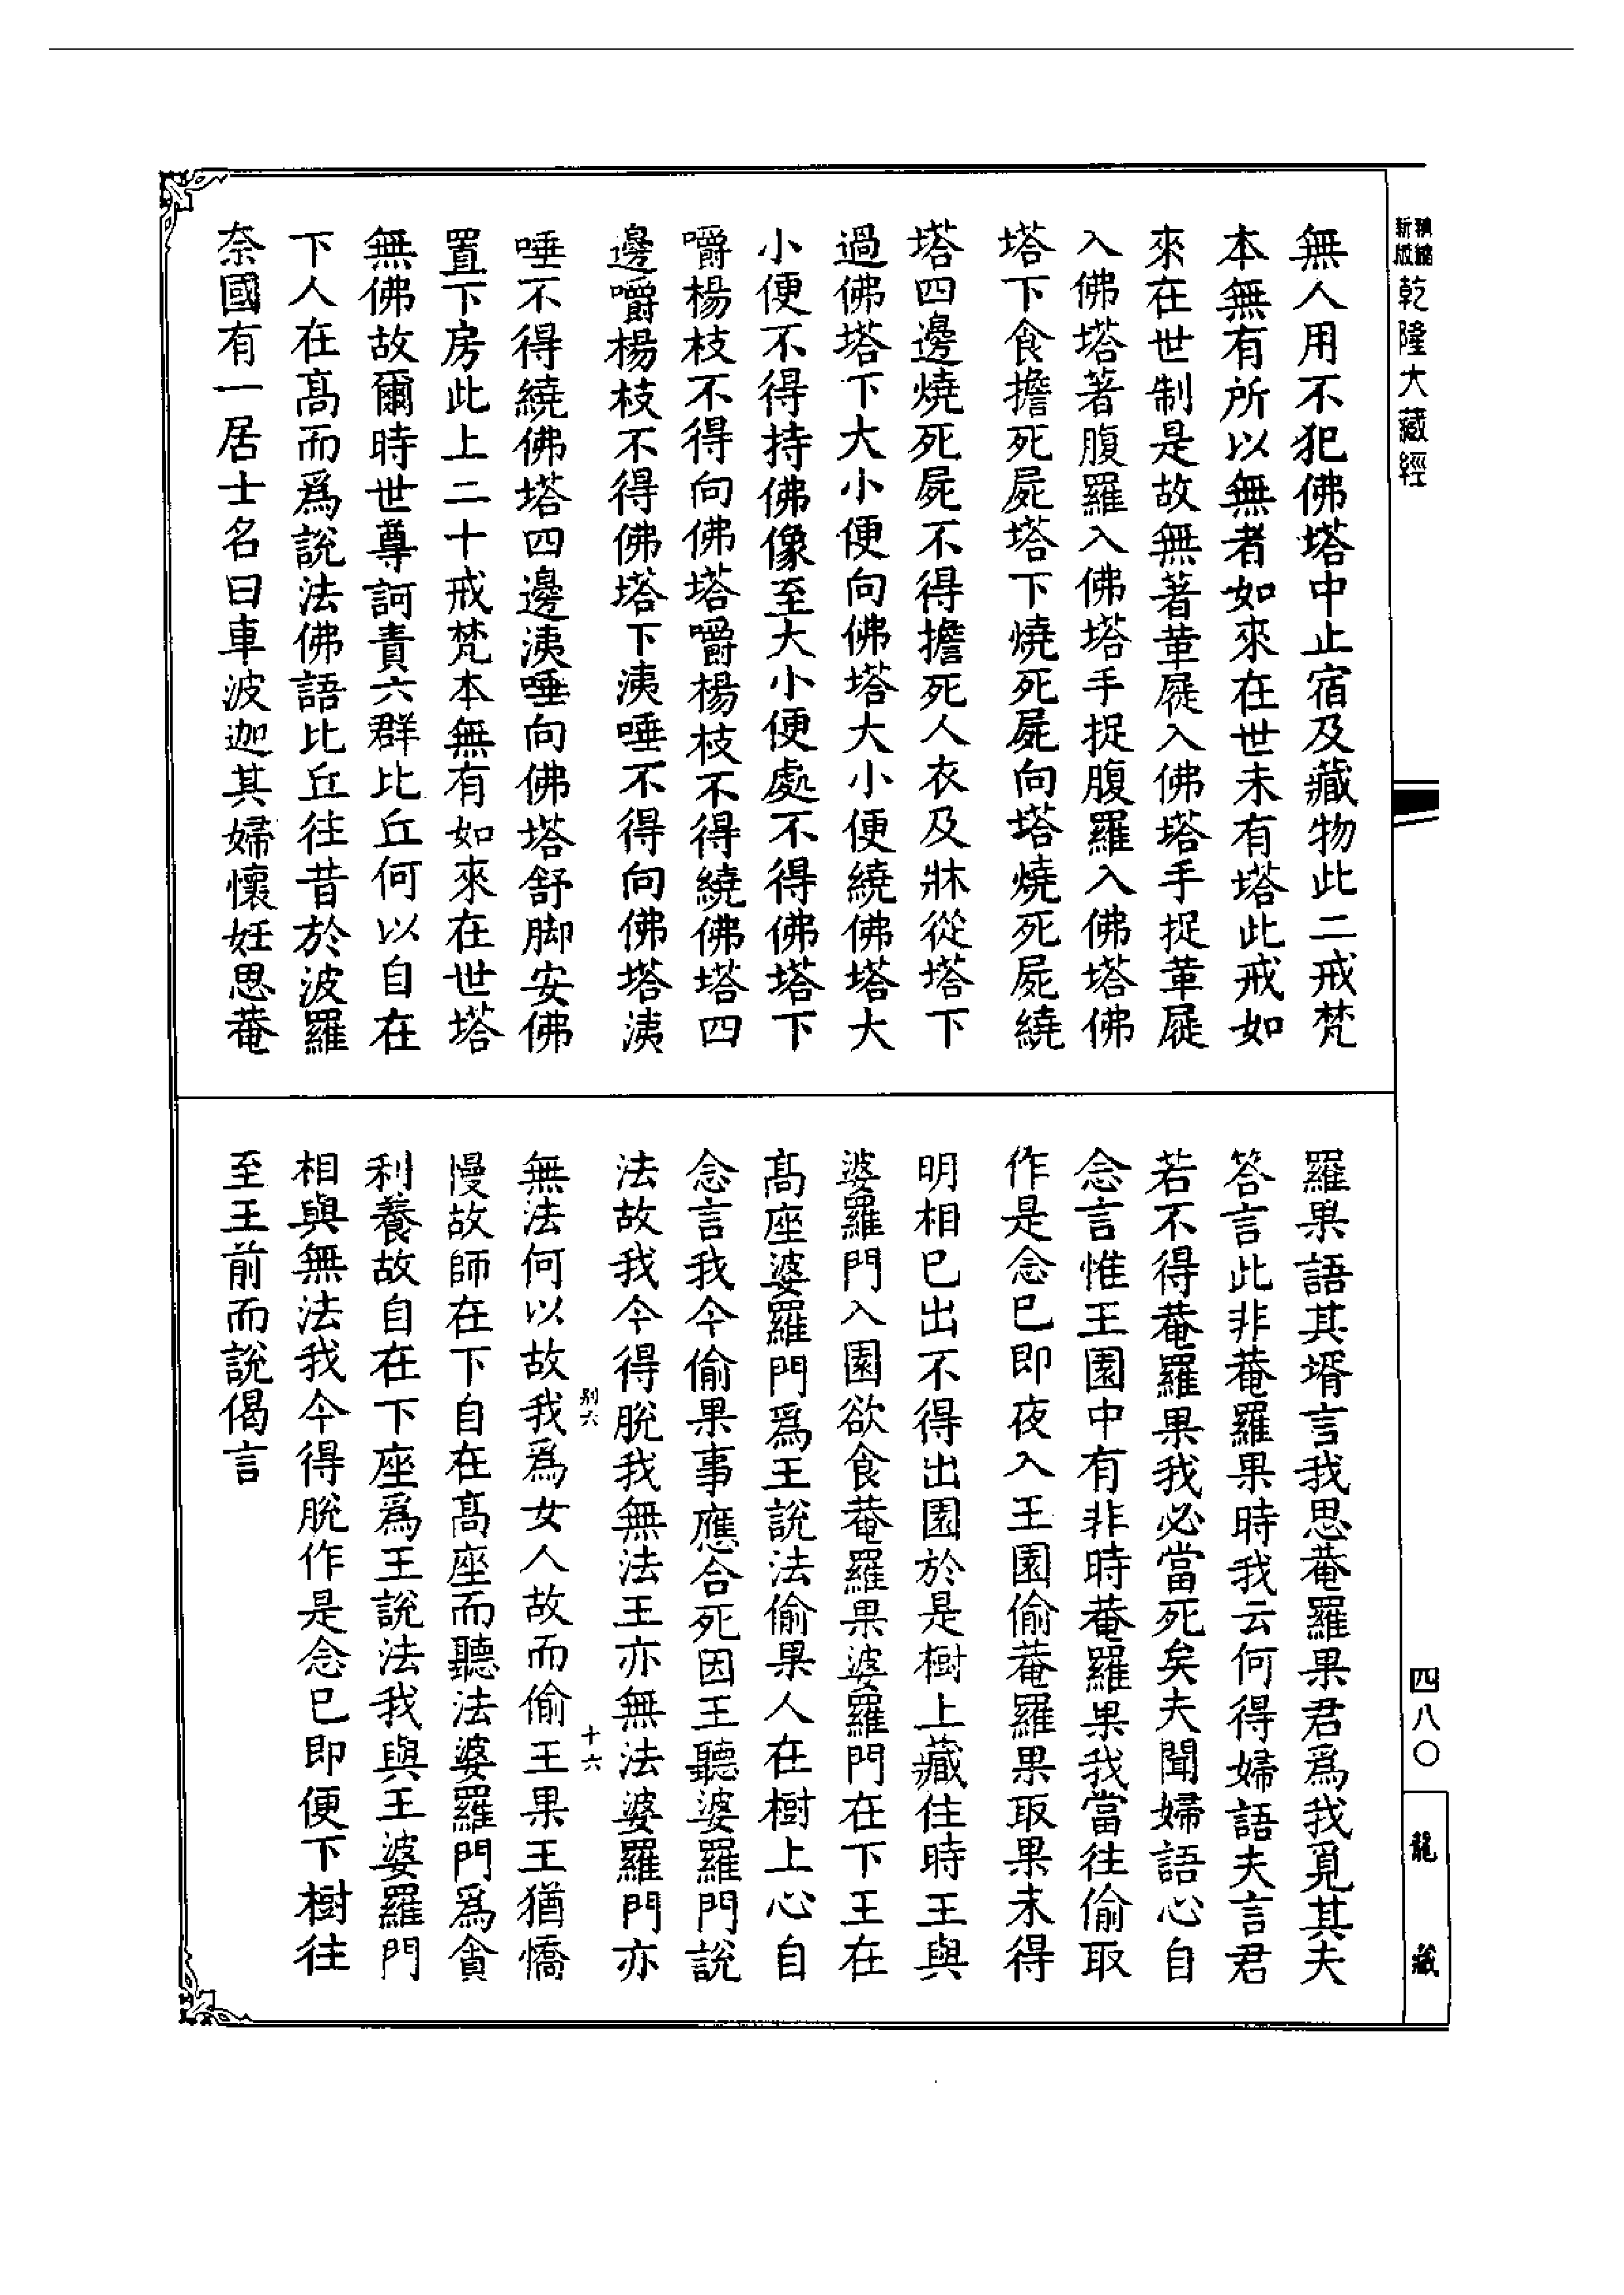 新版 精縮 乾隆大藏經
無人用不犯佛塔中止宿及藏物此二戒梵
本無有所以無者如來在世未有塔此戒如
來在世制是故無著革屣入佛塔手捉革屣
入佛塔著腹羅入佛塔手捉腹羅入佛塔佛
塔下食擔死屍塔下燒死屍向塔燒死屍繞
塔四邊燒死屍不得擔死人衣及牀從塔下
過佛塔下大小便向佛塔大小便繞佛塔大
小便不得持佛像至大小便處不得佛塔下
嚼楊枝不得向佛塔嚼楊枝不得繞佛塔四
邊嚼楊枝不得佛塔下洟唾不得向佛塔洟
唾不得繞佛塔四邊洟唾向佛塔舒脚安佛
置下房此上二十戒梵本無有如來在世塔
無佛故爾時世尊訶責六群比丘何以自在
下人在高而爲說法佛語比丘往昔於波羅
奈國有一居士名曰車波迦其婦懷妊思菴
羅果語其壻言我思菴羅果君爲我覓其夫
答言此非菴羅果時我云何得婦語夫言君
若不得菴羅果我必當死矣夫聞婦語心自
念言惟王園中有非時菴羅果我當往偷取
作是念已即夜入王園偷菴羅果取果未得
明相已出不得出園於是樹上藏住時王與
婆羅門入園欲食菴羅果婆羅門在下王在
高座婆羅門爲王說法偷果人在樹上心自
念言我今偷果事應合死因王聽婆羅門說
法故我今得脫我無法王亦無法婆羅門亦
别六 十六
無法何以故我爲女人故而偷王果王猶憍
慢故師在下自在高座而聽法婆羅門爲貪
利養故自在下座爲王說法我與王婆羅門
相與無法我今得脫作是念已即便下樹往
至王前而說偈言
四八〇
龍藏